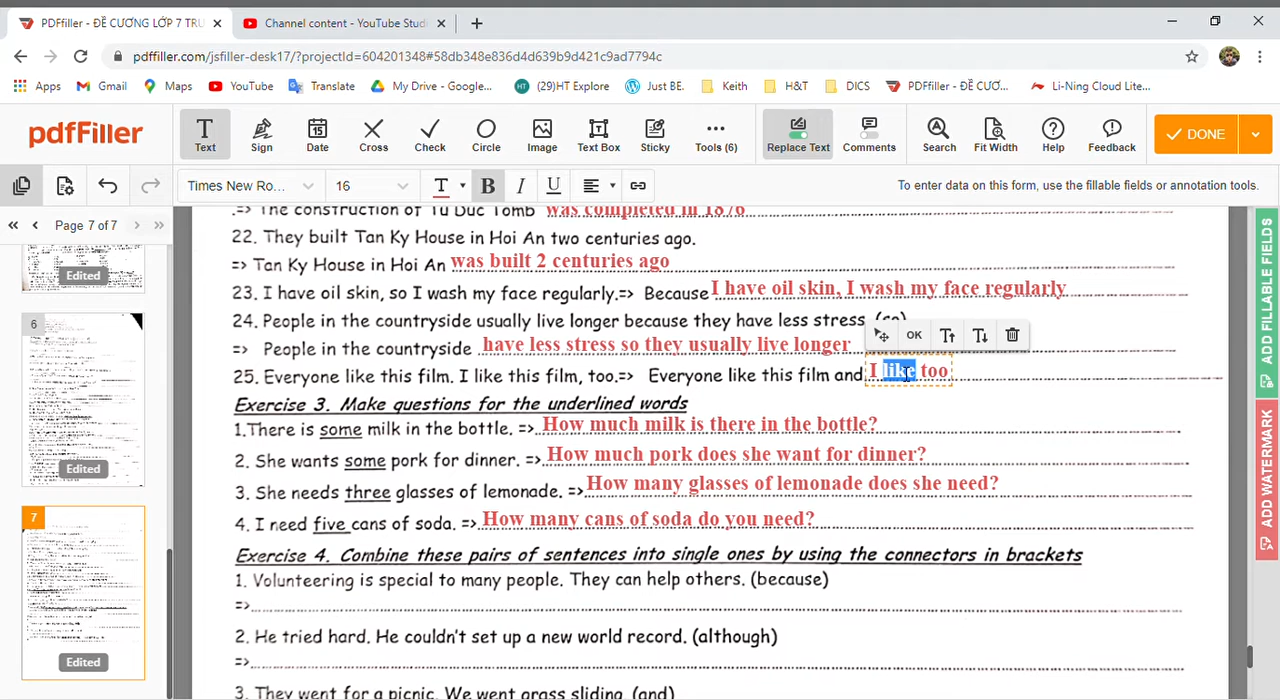 PDFfiller - ĐỀ CƯƠNG LỚP 7 TRƯ
Channel content - YouTube Stud
pdffiller.com/jsfiller-desk17/?projectId=604201348#58db348e836d4d639b9d421c9ad7794c
Apps Gmail Maps YouTube Translate My Drive - Google... (29)HT Explore Just BE. Keith H&T DICS PDFfiller - ĐỀ CƯƠ... Li-Ning Cloud Lite...
pdfFiller
Text Sign Date Cross Check Circle Image Text Box Sticky Tools (6) Replace Text Comments Search Fit Width Help Feedback DONE
Times New Ro... 16 T B I U To enter data on this form, use the fillable fields or annotation tools.
Page 7 of 7
Edited
6
Edited
7
Edited
.=> The construction of Tu Duc Tomb was completed in 1876
22. They built Tan Ky House in Hoi An two centuries ago.
=> Tan Ky House in Hoi An was built 2 centuries ago
23. I have oil skin, so I wash my face regularly.=> Because I have oil skin, I wash my face regularly
24. People in the countryside usually live longer because they have less stress. (so)
OK
=> People in the countryside have less stress so they usually live longer
25. Everyone like this film. I like this film, too.=> Everyone like this film and I like too
Exercise 3. Make questions for the underlined words
1.There is some milk in the bottle. => How much milk is there in the bottle?
2. She wants some pork for dinner. => How much pork does she want for dinner?
3. She needs three glasses of lemonade. => How many glasses of lemonade does she need?
4. I need five cans of soda. => How many cans of soda do you need?
Exercise 4. Combine these pairs of sentences into single ones by using the connectors in brackets
1. Volunteering is special to many people. They can help others. (because)
=>
2. He tried hard. He couldn't set up a new world record. (although)
=>
3. They went for a picnic. We went grass sliding. (and)
ADD FILLABLE FIELDS
ADD WATERMARK